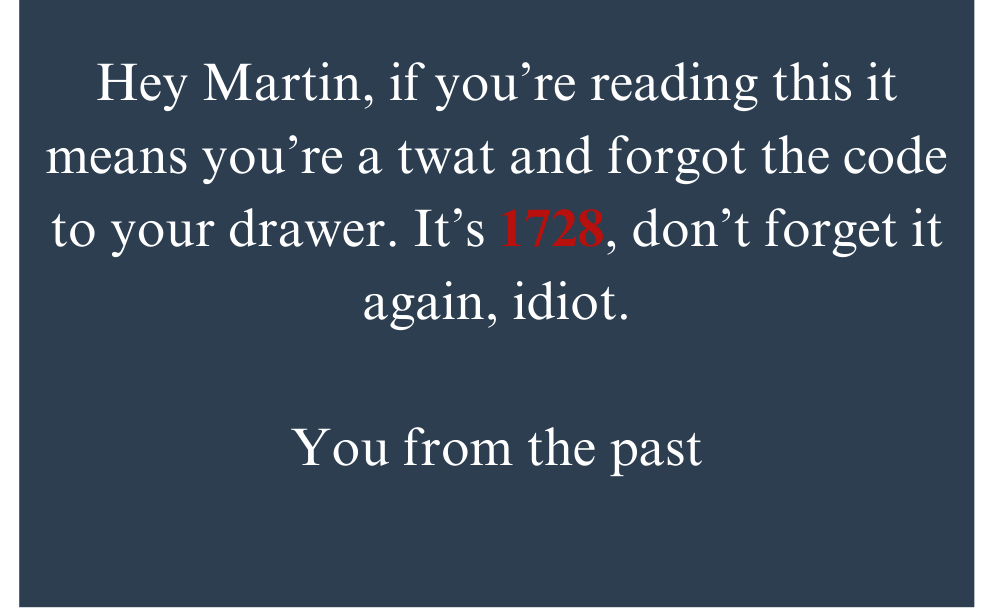 Hey Martin, if you’re reading this it
means you’re a twat and forgot the code
to your drawer. It’s 1728, don’t forget it
again, idiot.
You from the past